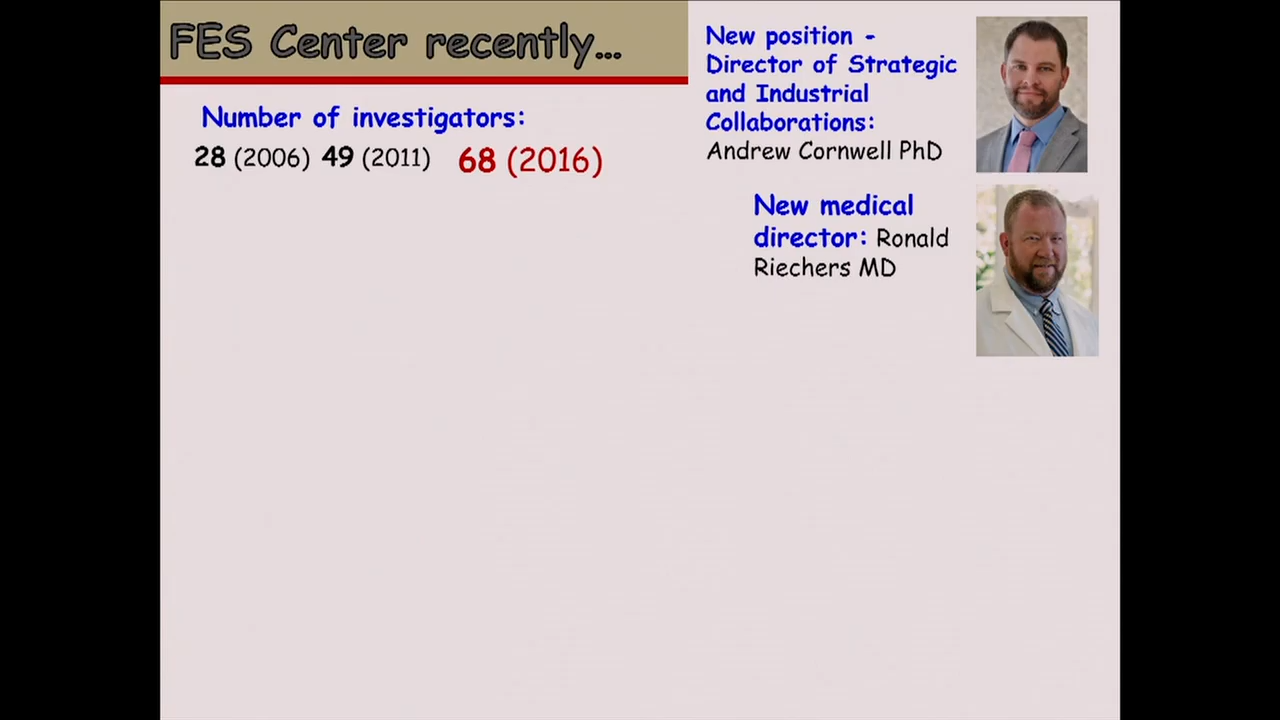 FES Center recently...
Number of investigators:
28 (2006) 49 (2011) 68 (2016)
New position -
Director of Strategic
and Industrial
Collaborations:
Andrew Cornwell PhD
New medical
director: Ronald
Riechers MD